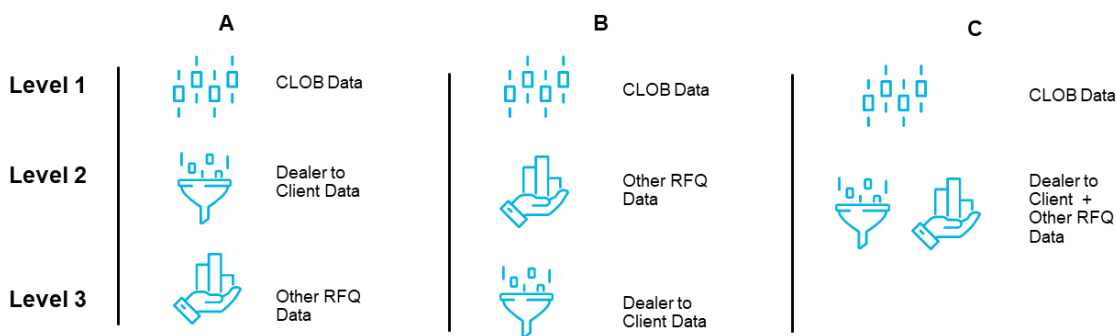 A
B
C
Level 1
CLOB Data
CLOB Data
CLOB Data
Level 2
Dealer to
Client Data
Other RFQ
Data
Dealer to
Client +
Other RFQ
Data
Level 3
Other RFQ
Data
Dealer to
Client Data